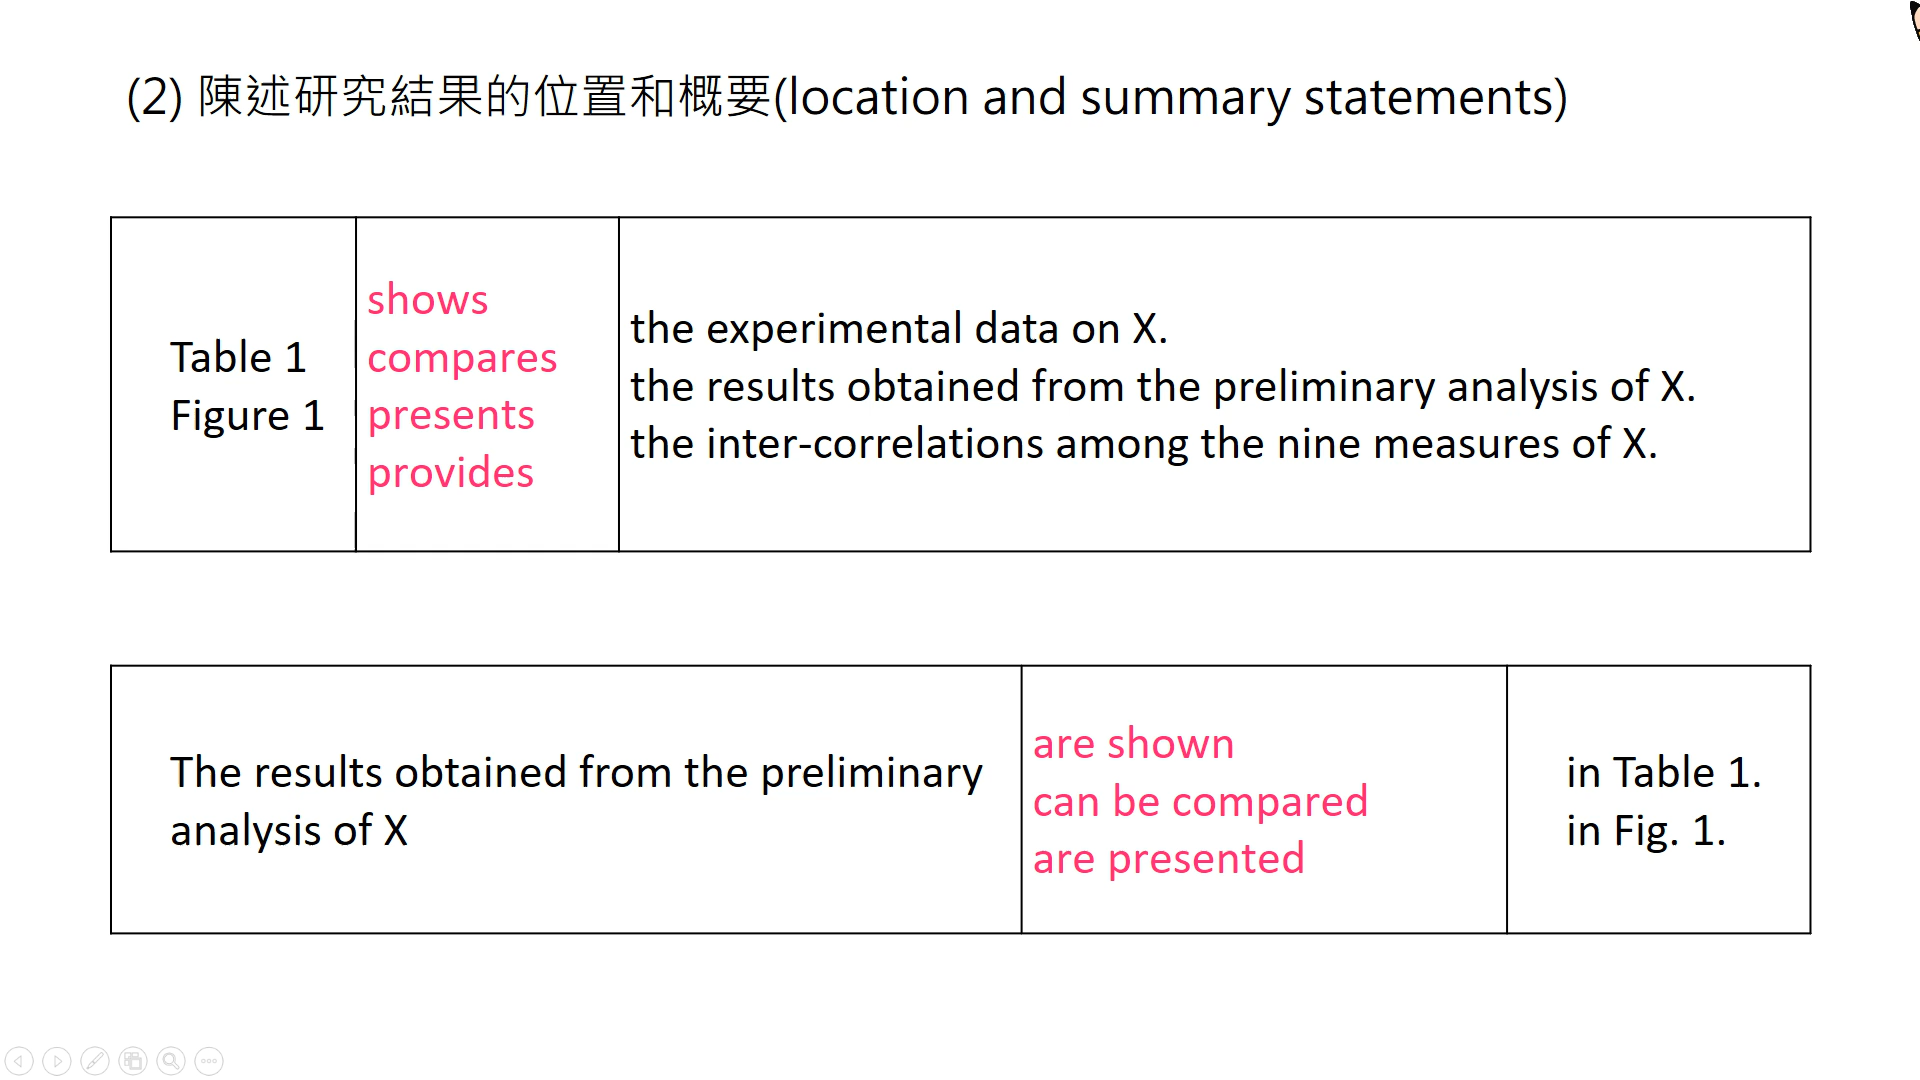 (2) 陳述研究結果的位置和概要(location and summary statements)
Table 1
Figure 1
shows
compares
presents
provides
the experimental data on X.
the results obtained from the preliminary analysis of X.
the inter-correlations among the nine measures of X.
The results obtained from the preliminary
analysis of X
are shown
can be compared
are presented
in Table 1.
in Fig. 1.